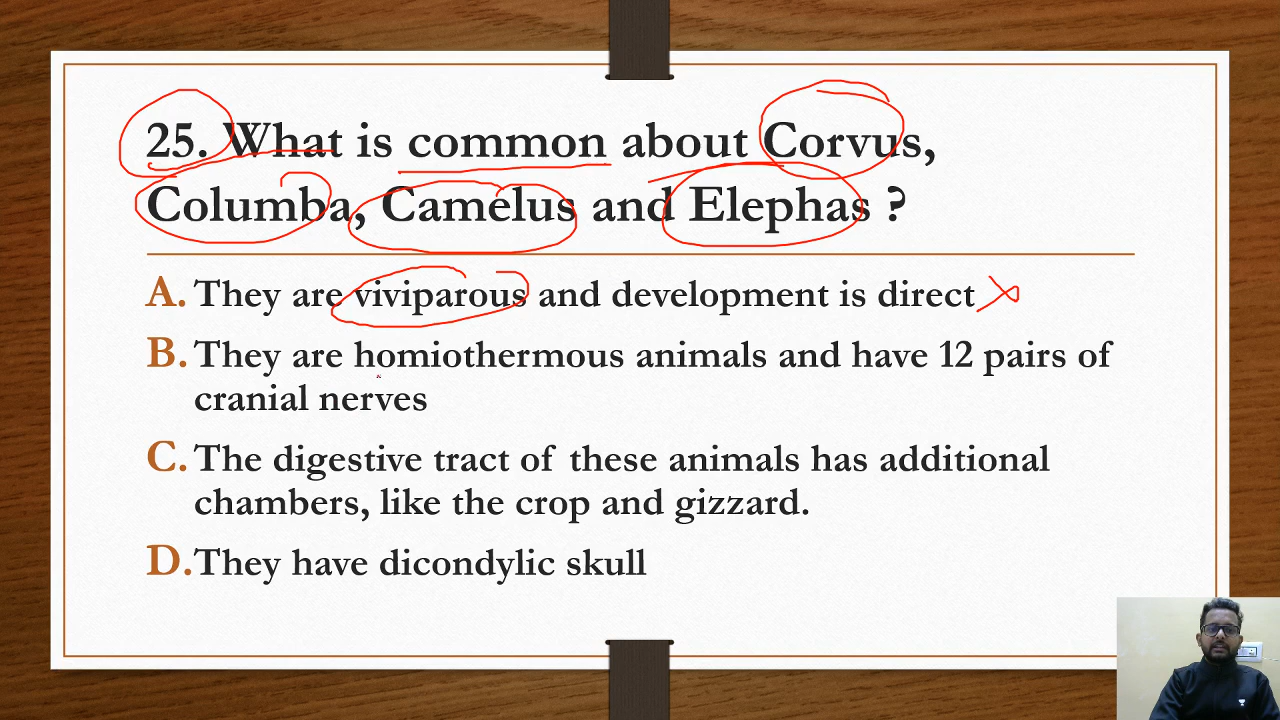 25. What is common about Corvus,
Columba, Camelus and Elephas ?
A. They are viviparous and development is direct
B. They are homiothermous animals and have 12 pairs of
cranial nerves
C. The digestive tract of these animals has additional
chambers, like the crop and gizzard.
D. They have dicondylic skull